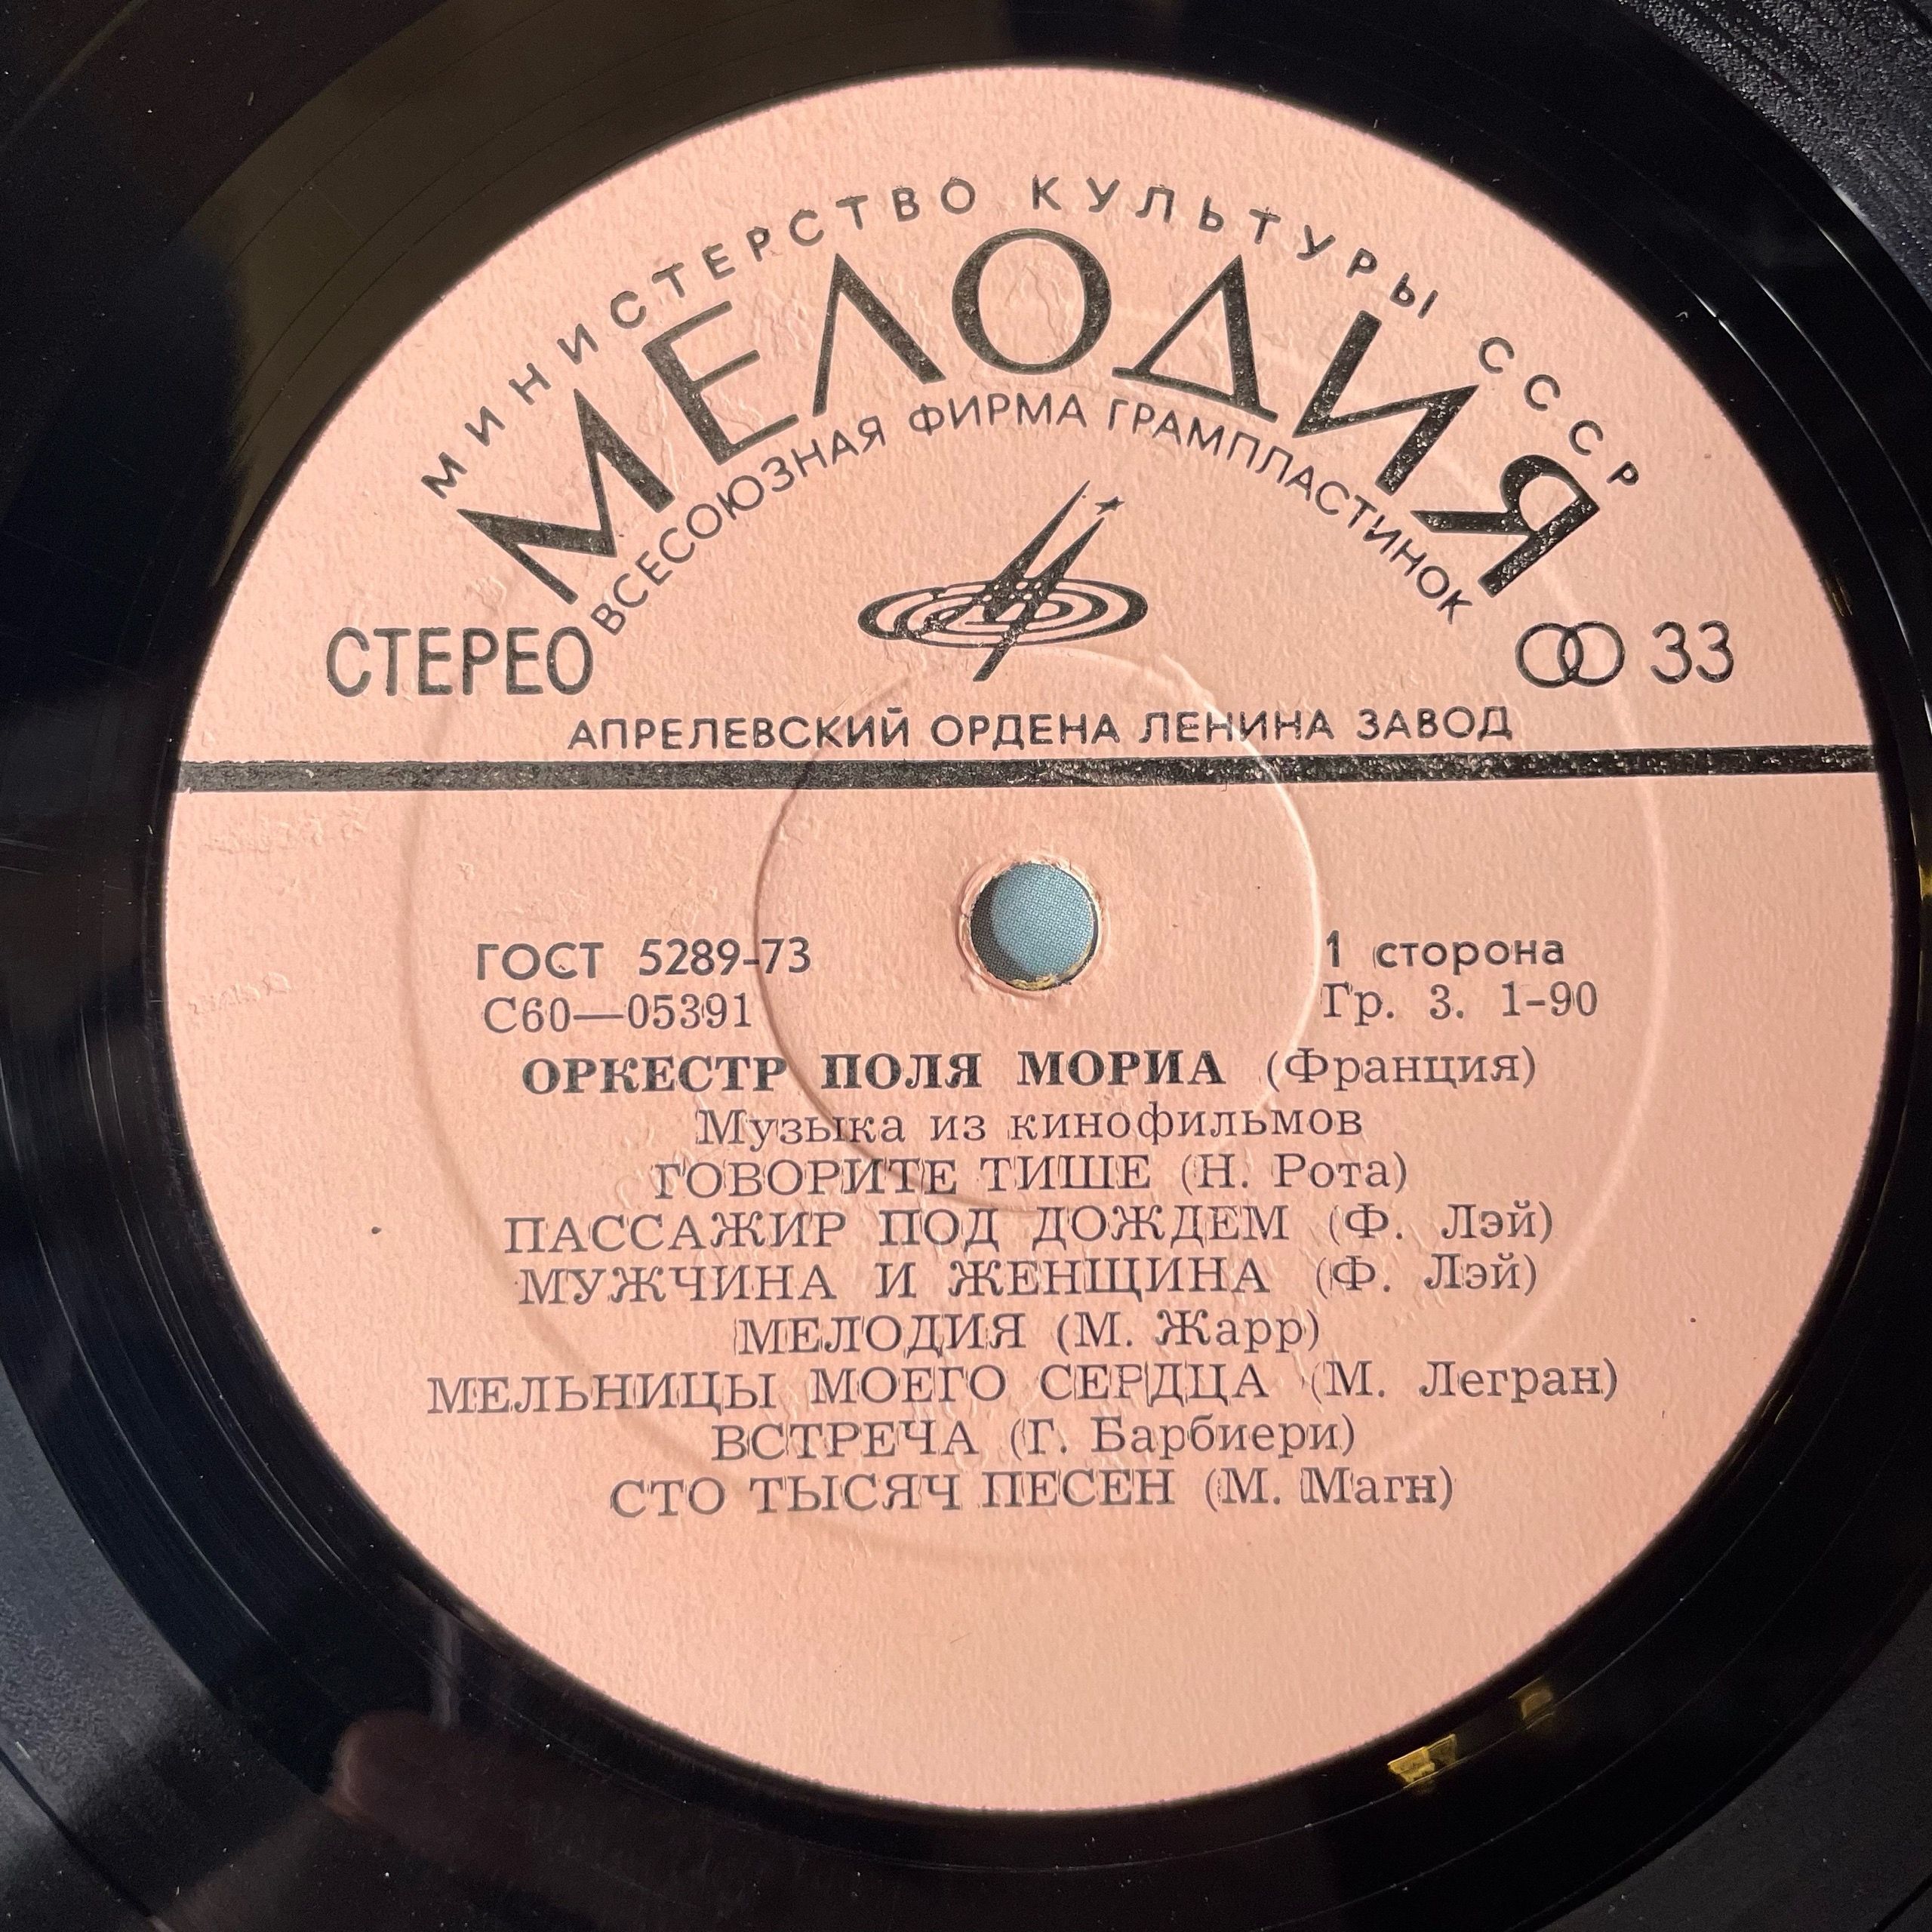 МИНИСТЕРСТВО КУЛЬТУРЫ СССР
МЕЛОДИЯ
ВСЕСОЮЗНАЯ ФИРМА ГРАМПЛАСТИНОК
СТЕРЕО
33
АПРЕЛЕВСКИЙ ОРДЕНА ЛЕНИНА ЗАВОД
ГОСТ 5289-73
1 сторона
С60—05391
Гр. 3. 1-90
ОРКЕСТР ПОЛЯ МОРИА (Франция)
Музыка из кинофильмов
ГОВОРИТЕ ТИШЕ (Н. Рота)
ПАССАЖИР ПОД ДОЖДЕМ (Ф. Лэй)
МУЖЧИНА И ЖЕНЩИНА (Ф. Лэй)
МЕЛОДИЯ (М. Жарр)
МЕЛЬНИЦЫ МОЕГО СЕРДЦА (М. Легран)
ВСТРЕЧА (Г. Барбиери)
СТО ТЫСЯЧ ПЕСЕН (М. Магн)